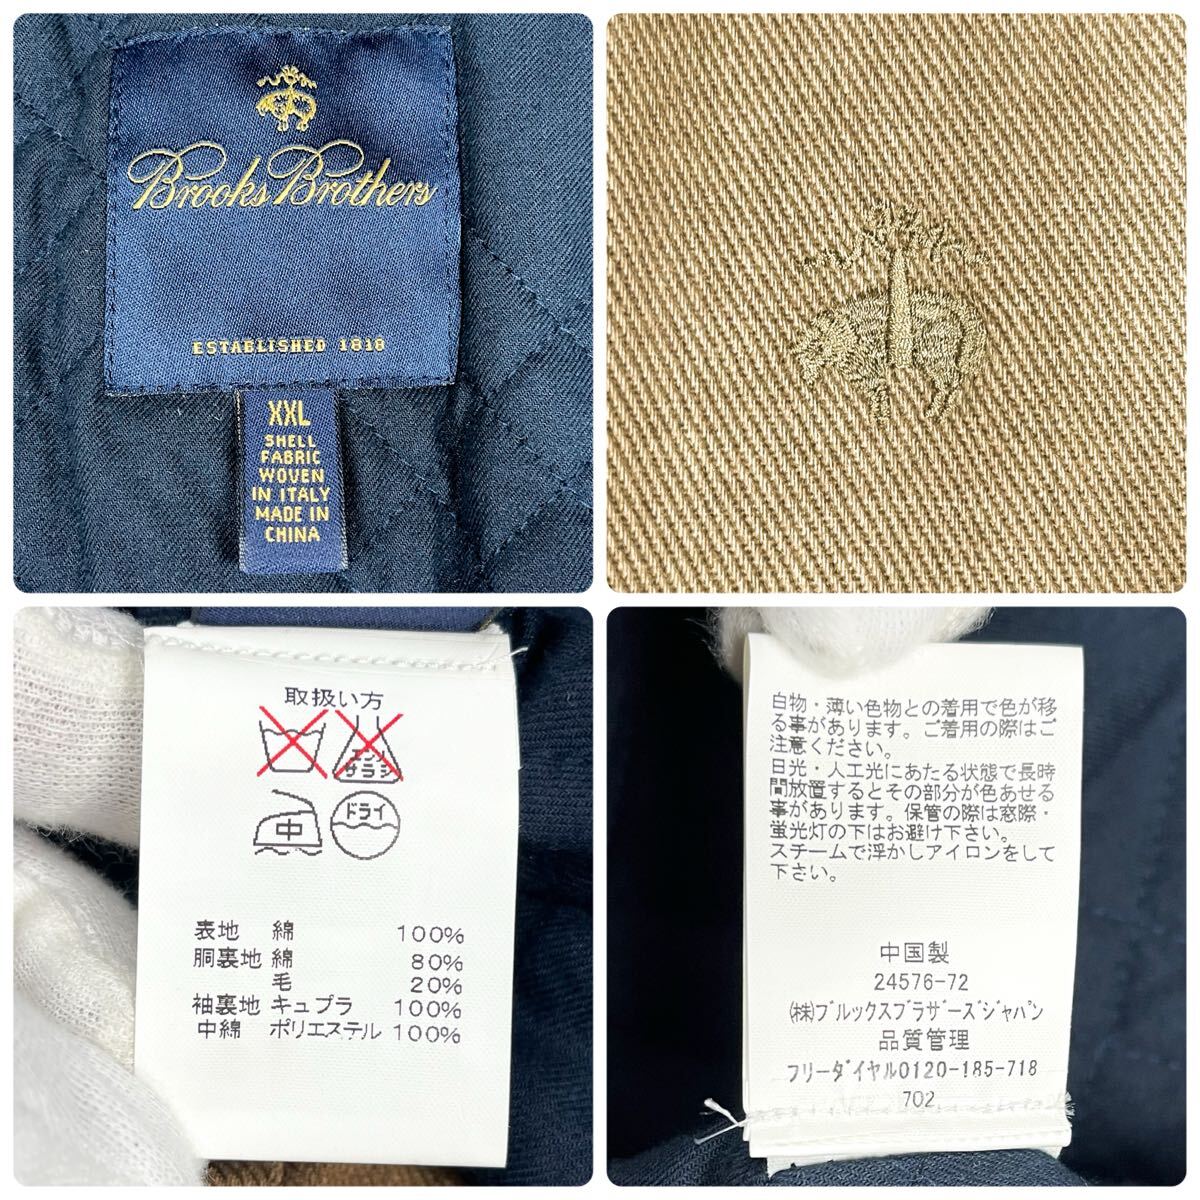 Brooks Brothers
ESTABLISHED 1818
XXL
SHELL
FABRIC
WOVEN
IN ITALY
MADE IN
CHINA
取扱い方
エンソ
サラシ
中
ドライ
表地 綿 100%
胴裏地 綿 80%
毛 20%
袖裏地 キュプラ 100%
中綿 ポリエステル 100%
白物・薄い色物との着用で色が移
る事があります。ご着用の際はご
注意ください。
日光・人工光にあたる状態で長時
間放置するとその部分が色あせる
事があります。保管の際は窓際・
蛍光灯の下はお避け下さい。
スチームで浮かしアイロンをして
下さい。
中国製
24576-72
(株)ブルックスブラザーズジャパン
品質管理
フリーダイヤル0120-185-718
702